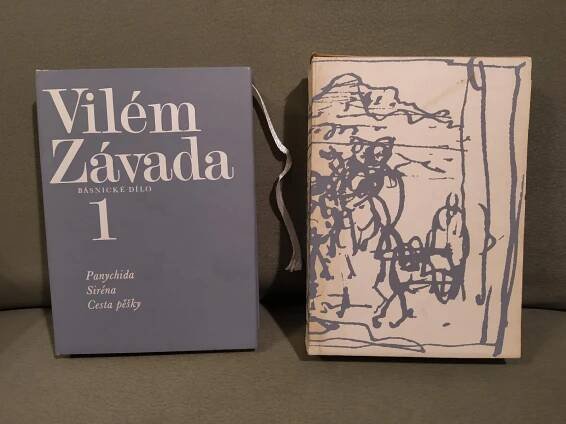 Vilém
Závada
BÁSNICKÉ DÍLO
1
Panychida
Siréna
Cesta pěšky